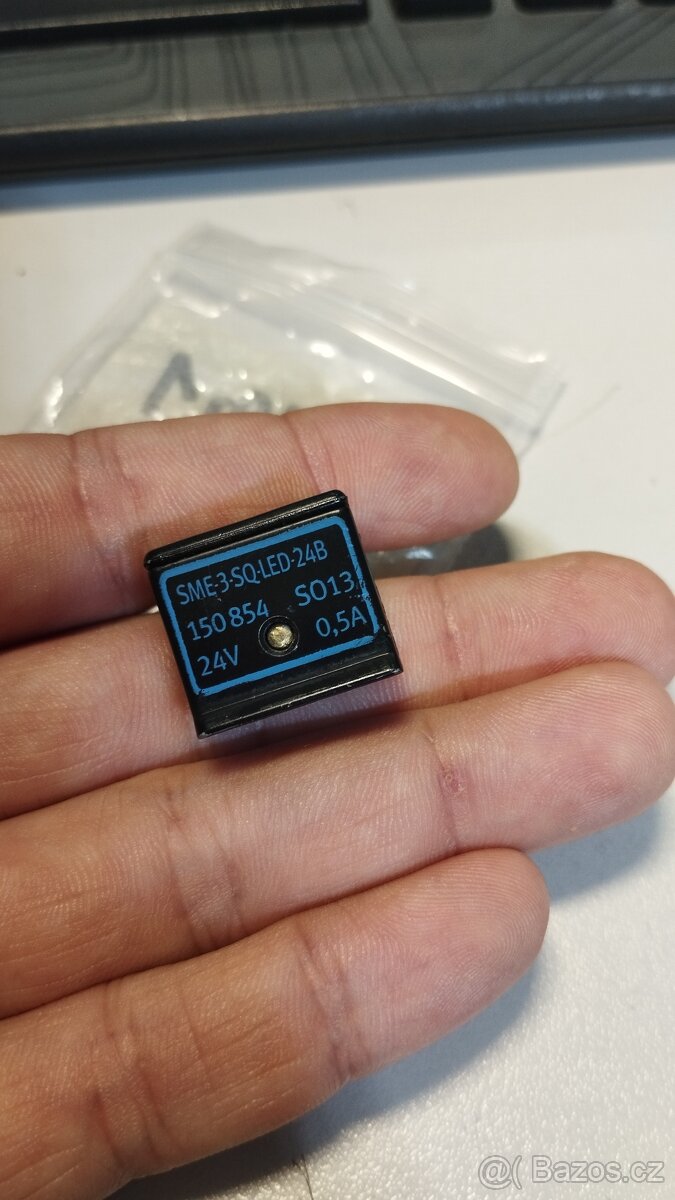 SME-3-SQ-LED-24B
150 854 SO13
24V 0,5A
@( Bazos.cz